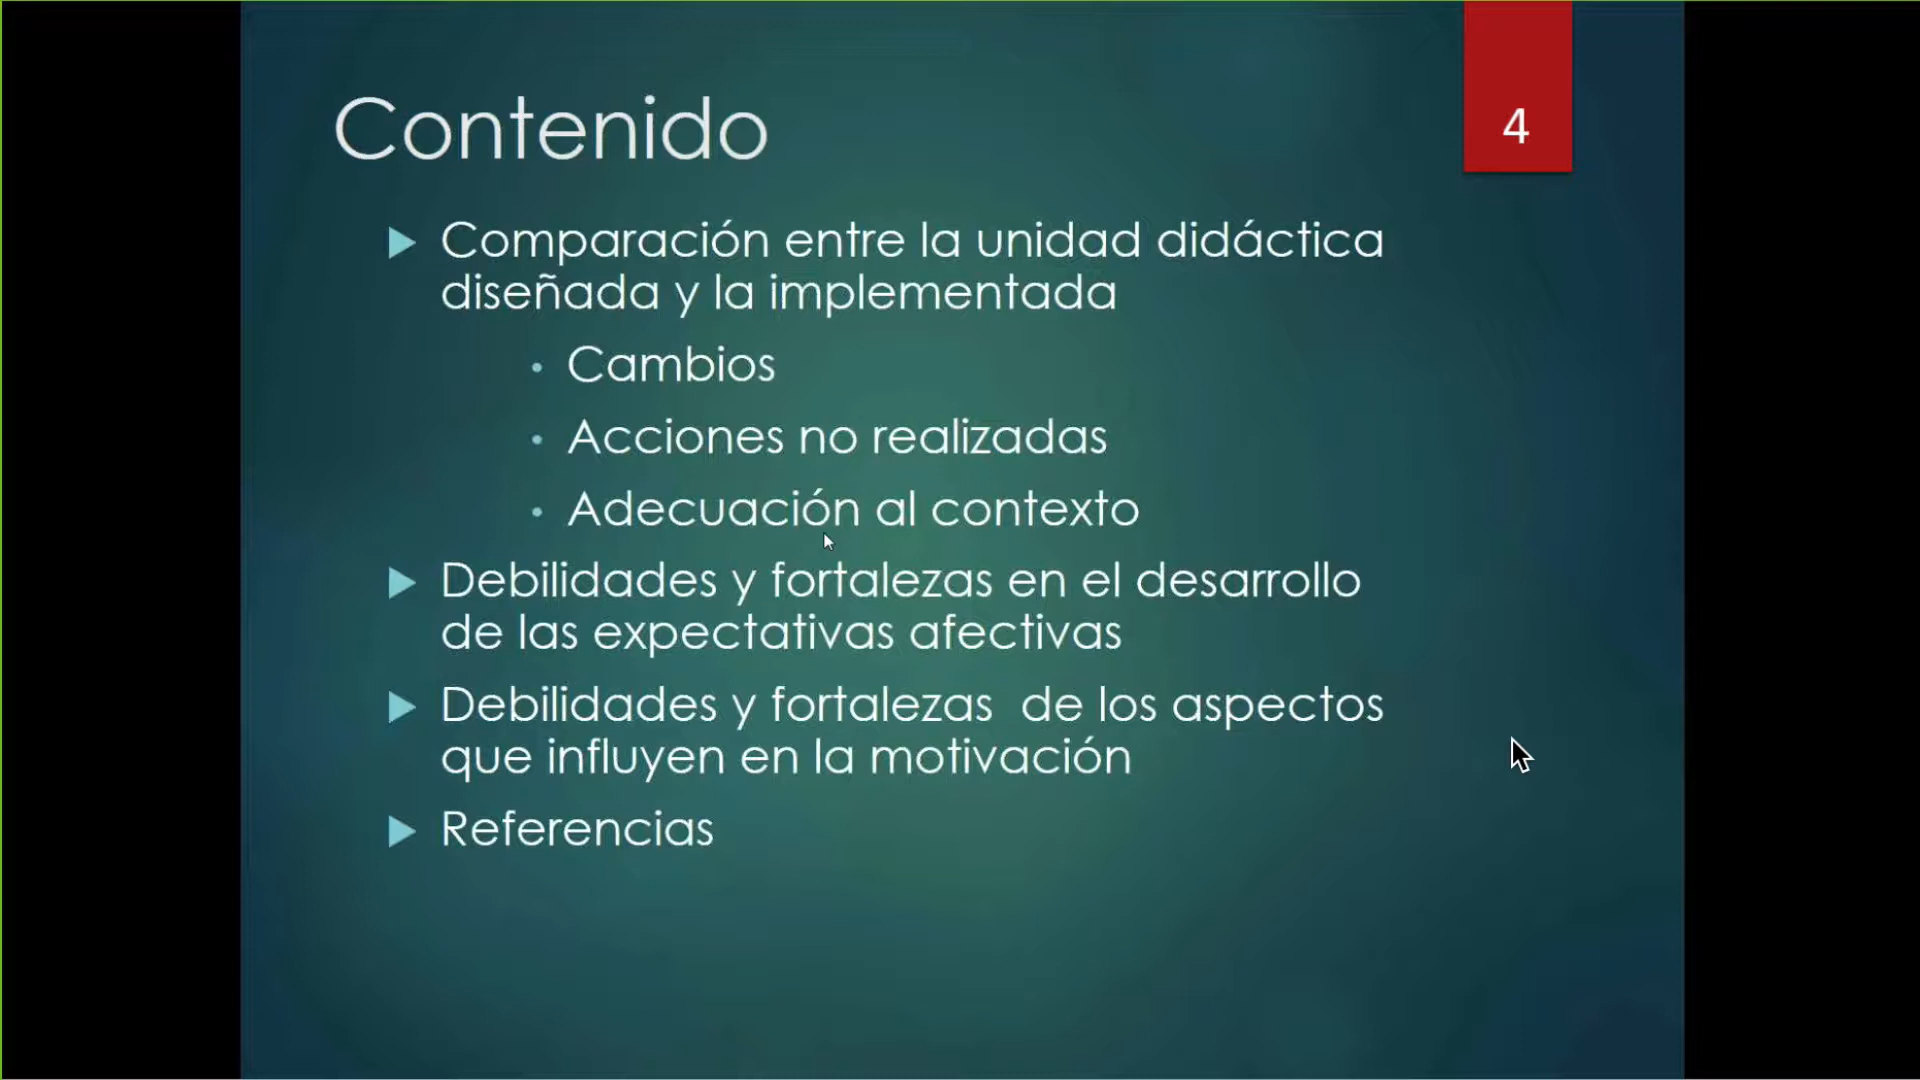 Contenido
4
Comparación entre la unidad didáctica
diseñada y la implementada
Cambios
Acciones no realizadas
Adecuación al contexto
Debilidades y fortalezas en el desarrollo
de las expectativas afectivas
Debilidades y fortalezas  de los aspectos
que influyen en la motivación
Referencias